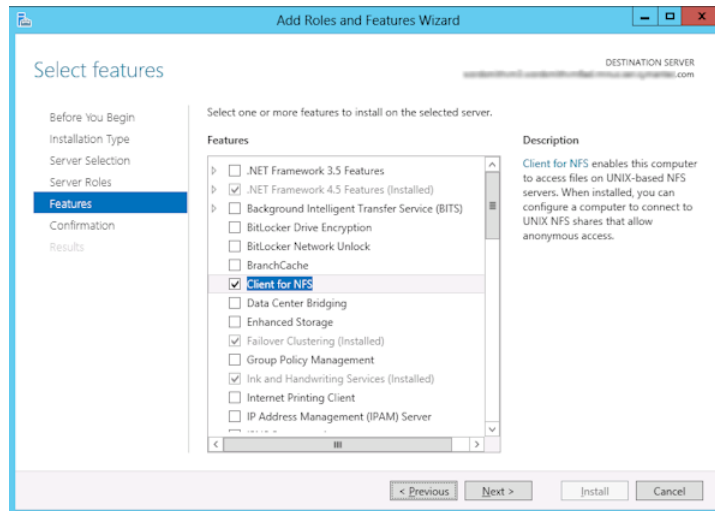 Add Roles and Features Wizard
Select features
DESTINATION SERVER
.com
Before You Begin
Installation Type
Server Selection
Server Roles
Features
Confirmation
Results
Select one or more features to install on the selected server.
Features
.NET Framework 3.5 Features
.NET Framework 4.5 Features (Installed)
Background Intelligent Transfer Service (BITS)
BitLocker Drive Encryption
BitLocker Network Unlock
BranchCache
Client for NFS
Data Center Bridging
Enhanced Storage
Failover Clustering (Installed)
Group Policy Management
Ink and Handwriting Services (Installed)
Internet Printing Client
IP Address Management (IPAM) Server
Description
Client for NFS enables this computer
to access files on UNIX-based NFS
servers. When installed, you can
configure a computer to connect to
UNIX NFS shares that allow
anonymous access.
< Previous
Next >
Install
Cancel